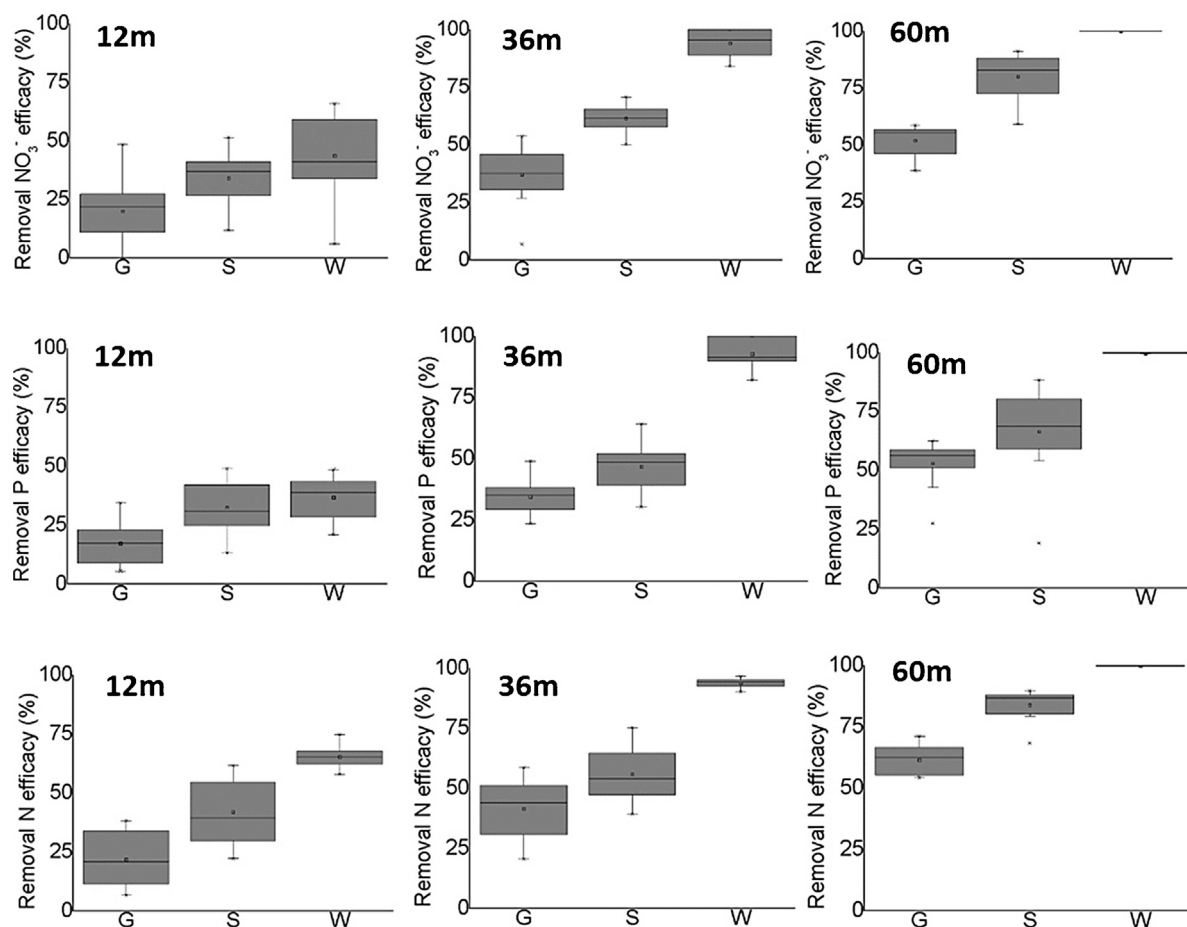 Removal NO₃⁻ efficacy (%)
100
75
50
25
0
12m
G S W
Removal NO₃⁻ efficacy (%)
100
75
50
25
0
36m
G S W
Removal NO₃⁻ efficacy (%)
100
75
50
25
0
60m
G S W
Removal P efficacy (%)
100
75
50
25
0
12m
G S W
Removal P efficacy (%)
100
75
50
25
0
36m
G S W
Removal P efficacy (%)
100
75
50
25
0
60m
G S W
Removal N efficacy (%)
100
75
50
25
0
12m
G S W
Removal N efficacy (%)
100
75
50
25
0
36m
G S W
Removal N efficacy (%)
100
75
50
25
0
60m
G S W